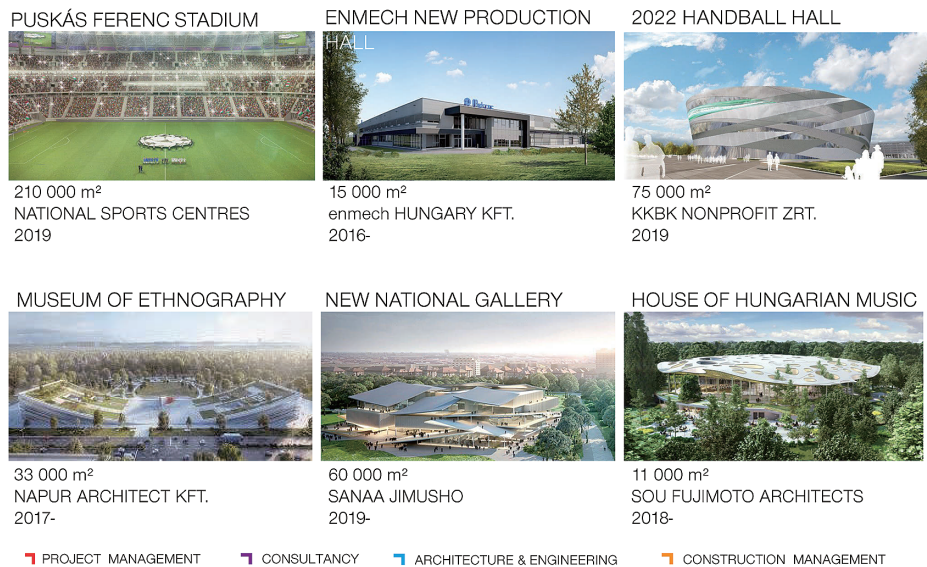 PUSKÁS FERENC STADIUM
210 000 m²
NATIONAL SPORTS CENTRES
2019
ENMECH NEW PRODUCTION
HALL
15 000 m²
enmech HUNGARY KFT.
2016-
2022 HANDBALL HALL
75 000 m²
KKBK NONPROFIT ZRT.
2019
MUSEUM OF ETHNOGRAPHY
33 000 m²
NAPUR ARCHITECT KFT.
2017-
NEW NATIONAL GALLERY
60 000 m²
SANAA JIMUSHO
2019-
HOUSE OF HUNGARIAN MUSIC
11 000 m²
SOU FUJIMOTO ARCHITECTS
2018-
PROJECT MANAGEMENT
CONSULTANCY
ARCHITECTURE & ENGINEERING
CONSTRUCTION MANAGEMENT